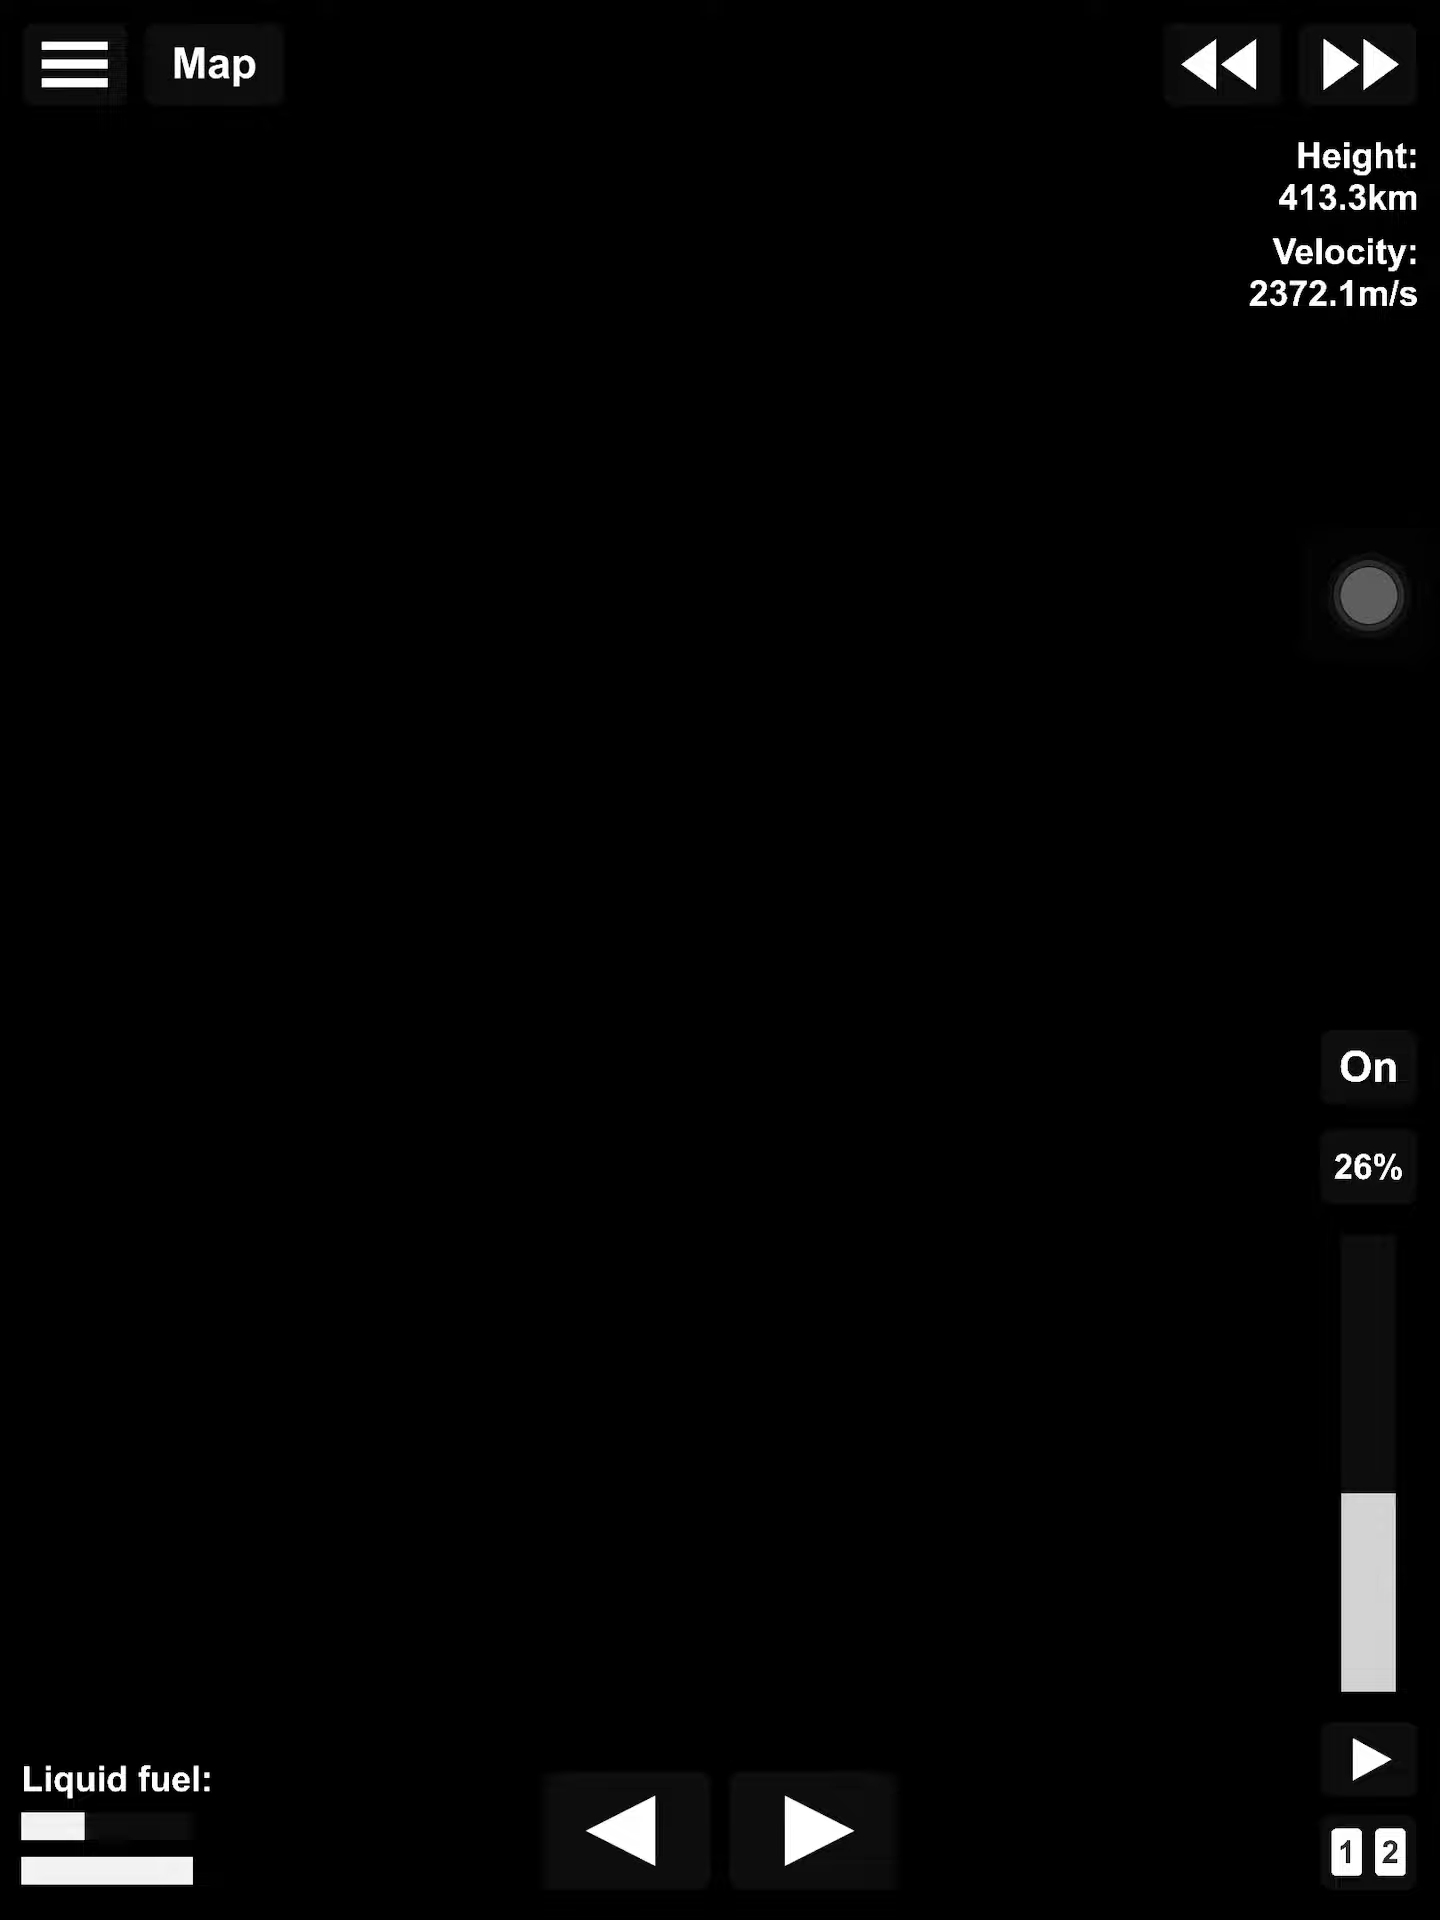 Map
Height:
413.3km
Velocity:
2372.1m/s
On
26%
Liquid fuel:
1 2